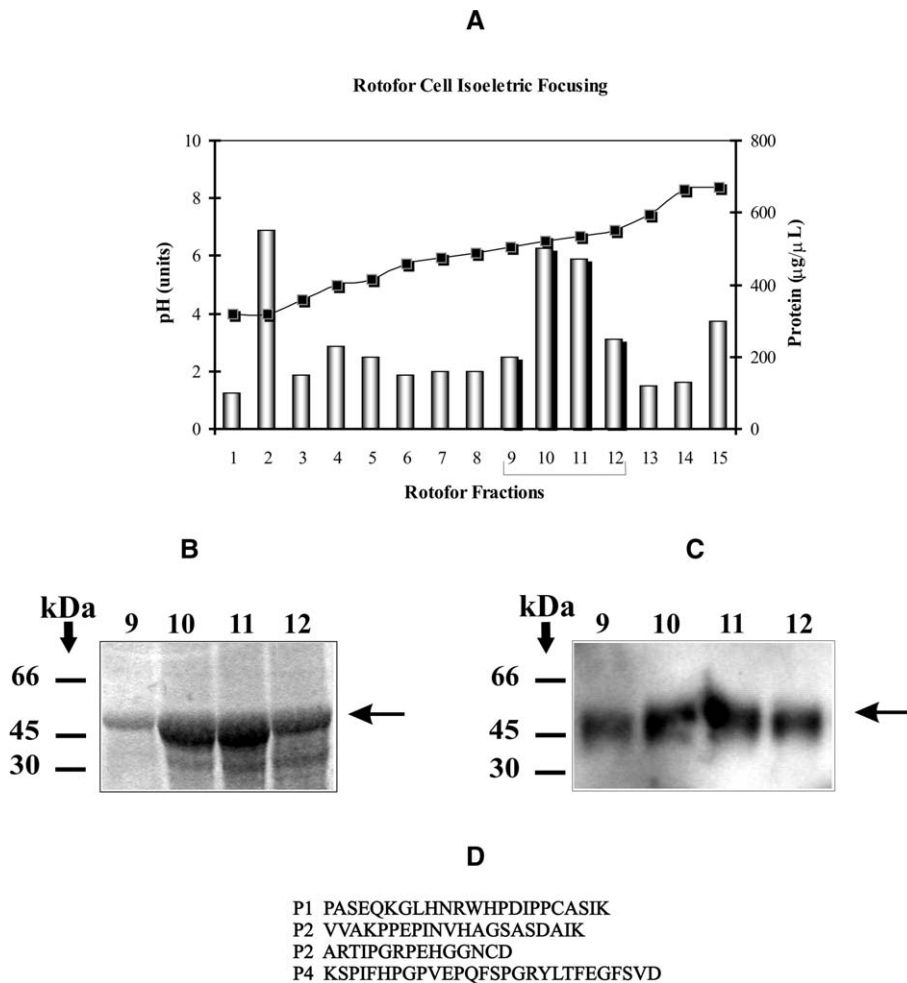 A
Rotofor Cell Isoeletric Focusing
10
8
6
4
2
0
pH (units)
800
600
400
200
0
Protein (µg/µ L)
1 2 3 4 5 6 7 8 9 10 11 12 13 14 15
Rotofor Fractions
B
kDa
9 10 11 12
66
45
30
C
kDa
9 10 11 12
66
45
30
D
P1 PASEQKGLHNRWHPDIPPCASIK
P2 VVAKPPEPINVHAGSASDAIK
P2 ARTIPGRPEHGGNCD
P4 KSPIFHPGPVEPQFSPGRYLTFEGFSVD